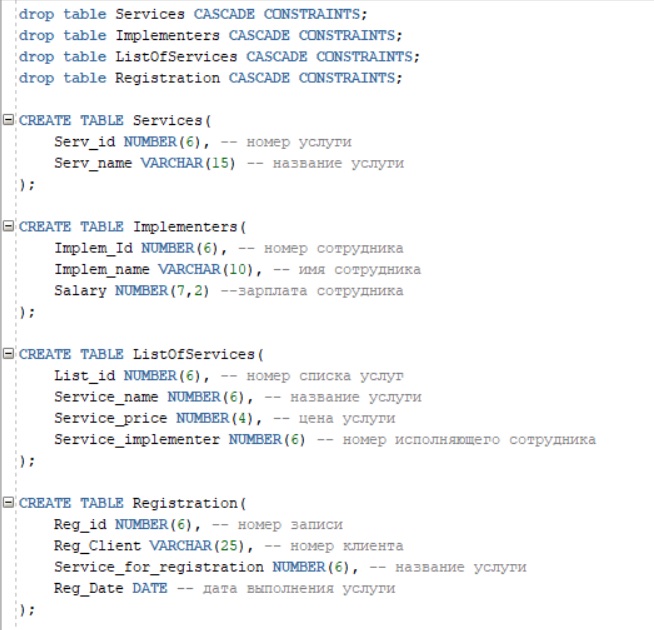 drop table Services CASCADE CONSTRAINTS;
drop table Implementers CASCADE CONSTRAINTS;
drop table ListOfServices CASCADE CONSTRAINTS;
drop table Registration CASCADE CONSTRAINTS;
CREATE TABLE Services(
Serv_id NUMBER(6), -- номер услуги
Serv_name VARCHAR(15) -- название услуги
);
CREATE TABLE Implementers(
Implem_Id NUMBER(6), -- номер сотрудника
Implem_name VARCHAR(10), -- имя сотрудника
Salary NUMBER(7,2) --зарплата сотрудника
);
CREATE TABLE ListOfServices(
List_id NUMBER(6), -- номер списка услуг
Service_name NUMBER(6), -- название услуги
Service_price NUMBER(4), -- цена услуги
Service_implementer NUMBER(6) -- номер исполняющего сотрудника
);
CREATE TABLE Registration(
Reg_id NUMBER(6), -- номер записи
Reg_Client VARCHAR(25), -- номер клиента
Service_for_registration NUMBER(6), -- название услуги
Reg_Date DATE -- дата выполнения услуги
);